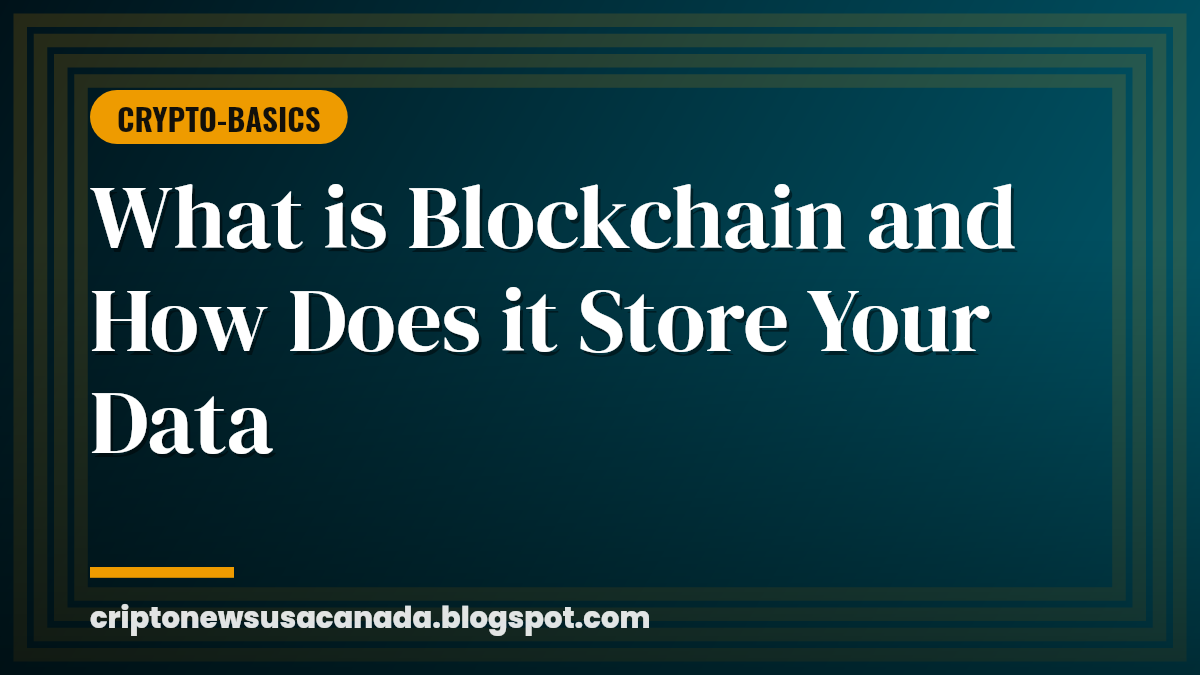 CRYPTO-BASICS
What is Blockchain and
How Does it Store Your
Data
criptonewsusacanada.blogspot.com